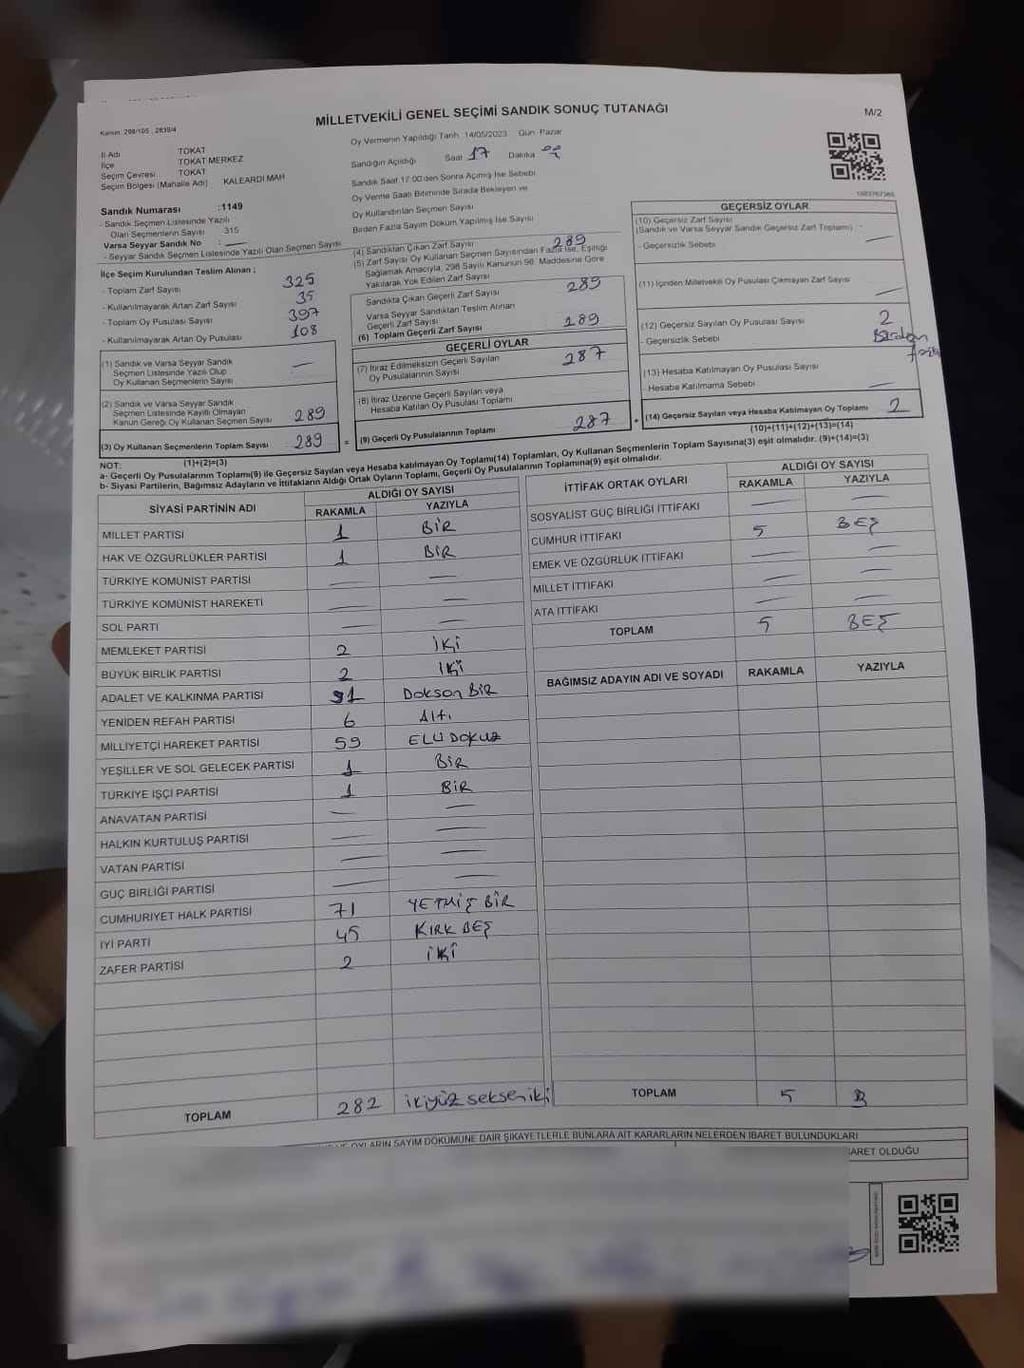 MİLLETVEKİLİ GENEL SEÇİMİ SANDIK SONUÇ TUTANAĞI
M/2
Oy Vermenin Yapıldığı Tarih :14/05/2023 Gün :Pazar
İl Adı TOKAT
İlçe TOKAT MERKEZ
Seçim Çevresi TOKAT
Seçim Bölgesi (Mahalle Adı) KALEARDI MAH
Sandığın Açıldığı Saat 17 Dakika
Sandık Saat 17:00'den Sonra Açılmış İse Sebebi
Oy Verme Saati Bitiminde Sırada Bekleyen ve
Oy Kullandırılan Seçmen Sayısı
Birden Fazla Sayım Döküm Yapılmış İse Sayısı
Sandık Numarası :1149
- Sandık Seçmen Listesinde Yazılı
Olan Seçmenlerin Sayısı 315
Varsa Seyyar Sandık No :
- Seyyar Sandık Seçmen Listesinde Yazılı Olan Seçmen Sayısı
İlçe Seçim Kurulundan Teslim Alınan :
- Toplam Zarf Sayısı 325
- Kullanılmayarak Artan Zarf Sayısı 35
- Toplam Oy Pusulası Sayısı 397
- Kullanılmayarak Artan Oy Pusulası 108
(1) Sandık ve Varsa Seyyar Sandık
Seçmen Listesinde Yazılı Olup
Oy Kullanan Seçmenlerin Sayısı
(2) Sandık ve Varsa Seyyar Sandık
Seçmen Listesinde Kayıtlı Olmayan
Kanun Gereği Oy Kullanan Seçmen Sayısı 289
(3) Oy Kullanan Seçmenlerin Toplam Sayısı 289
(1)+(2)=(3)
(4) Sandıktan Çıkan Zarf Sayısı 289
(5) Zarf Sayısı Oy Kullanan Seçmen Sayısından Fazla İse, Eşitliği
Sağlamak Amacıyla, 298 Sayılı Kanunun 98. Maddesine Göre
Yakılarak Yok Edilen Zarf Sayısı
Sandıkta Çıkan Geçerli Zarf Sayısı 289
Varsa Seyyar Sandıktan Teslim Alınan
Geçerli Zarf Sayısı
(6) Toplam Geçerli Zarf Sayısı 289
GEÇERLİ OYLAR
(7) İtiraz Edilmeksizin Geçerli Sayılan
Oy Pusulalarının Sayısı 287
(8) İtiraz Üzerine Geçerli Sayılan veya
Hesaba Katılan Oy Pusulası Toplamı
= (9) Geçerli Oy Pusulalarının Toplamı 287
GEÇERSİZ OYLAR
(10) Geçersiz Zarf Sayısı
(Sandık ve Varsa Seyyar Sandık Geçersiz Zarf Toplamı)
- Geçersizlik Sebebi
(11) İçinden Milletvekili Oy Pusulası Çıkmayan Zarf Sayısı
(12) Geçersiz Sayılan Oy Pusulası Sayısı 2
- Geçersizlik Sebebi Birden fazla
(13) Hesaba Katılmayan Oy Pusulası Sayısı
Hesaba Katılmama Sebebi
+ (14) Geçersiz Sayılan veya Hesaba Katılmayan Oy Toplamı 2
(10)+(11)+(12)+(13)=(14)
NOT:
a- Geçerli Oy Pusulalarının Toplamı(9) ile Geçersiz Sayılan veya Hesaba katılmayan Oy Toplamı(14) Toplamları, Oy Kullanan Seçmenlerin Toplam Sayısına(3) eşit olmalıdır. (9)+(14)=(3)
b- Siyasi Partilerin, Bağımsız Adayların ve İttifakların Aldığı Ortak Oyların Toplamı, Geçerli Oy Pusulalarının Toplamına(9) eşit olmalıdır.
SİYASİ PARTİNİN ADI ALDIĞI OY SAYISI
RAKAMLA YAZIYLA
MİLLET PARTİSİ 1 BİR
HAK VE ÖZGÜRLÜKLER PARTİSİ 1 BİR
TÜRKİYE KOMÜNİST PARTİSİ
TÜRKİYE KOMÜNİST HAREKETİ
SOL PARTİ
MEMLEKET PARTİSİ 2 İKİ
BÜYÜK BİRLİK PARTİSİ 2 İKİ
ADALET VE KALKINMA PARTİSİ 91 Doksan BİR
YENİDEN REFAH PARTİSİ 6 Altı
MİLLİYETÇİ HAREKET PARTİSİ 59 ELLİ DOKUZ
YEŞİLLER VE SOL GELECEK PARTİSİ 1 BİR
TÜRKİYE İŞÇİ PARTİSİ 1 BİR
ANAVATAN PARTİSİ
HALKIN KURTULUŞ PARTİSİ
VATAN PARTİSİ
GÜÇ BİRLİĞİ PARTİSİ
CUMHURİYET HALK PARTİSİ 71 YETMİŞ BİR
İYİ PARTİ 45 KIRK BEŞ
ZAFER PARTİSİ 2 İKİ
TOPLAM 282 ikiyüz seksen iki
İTTİFAK ORTAK OYLARI ALDIĞI OY SAYISI
RAKAMLA YAZIYLA
SOSYALİST GÜÇ BİRLİĞİ İTTİFAKI
CUMHUR İTTİFAKI 5 BEŞ
EMEK VE ÖZGÜRLÜK İTTİFAKI
MİLLET İTTİFAKI
ATA İTTİFAKI
TOPLAM 5 BEŞ
BAĞIMSIZ ADAYIN ADI VE SOYADI RAKAMLA YAZIYLA
TOPLAM 5
OYLARIN SAYIM DÖKÜMÜNE DAİR ŞİKAYETLERLE BUNLARA AİT KARARLARIN NELERDEN İBARET BULUNDUKLARI
OLDUĞU